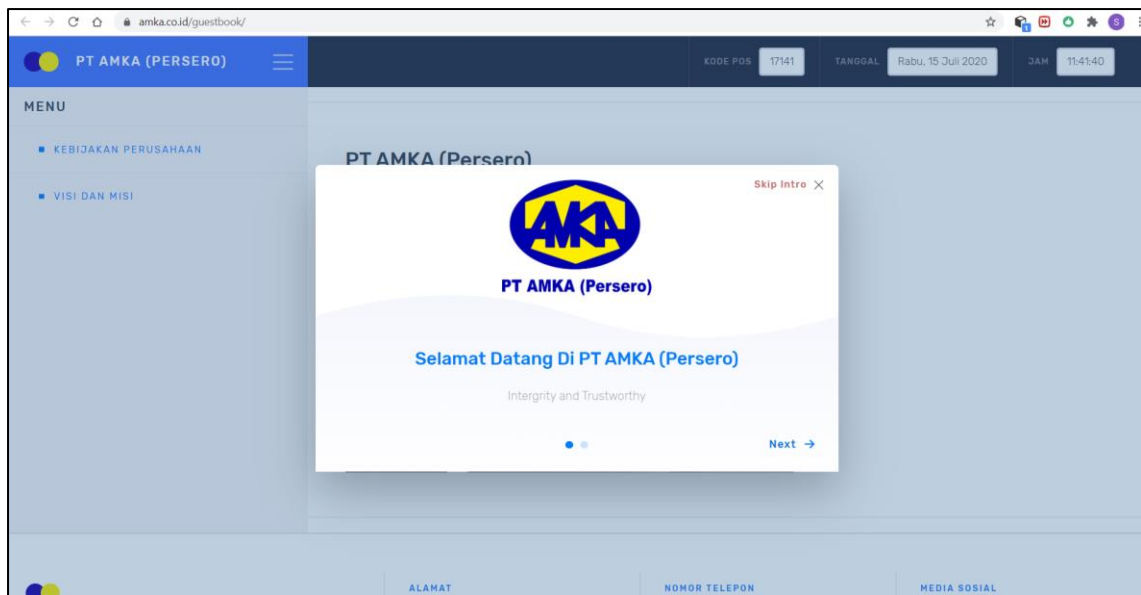 amka.co.id/guestbook/
PT AMKA (PERSERO)
KODE POS 17141 TANGGAL Rabu, 15 Juli 2020 JAM 11:41:40
MENU
KEBIJAKAN PERUSAHAAN
VISI DAN MISI
PT AMKA (Persero)
Skip Intro
AMKA
PT AMKA (Persero)
Selamat Datang Di PT AMKA (Persero)
Intergrity and Trustworthy
Next
ALAMAT NOMOR TELEPON MEDIA SOSIAL